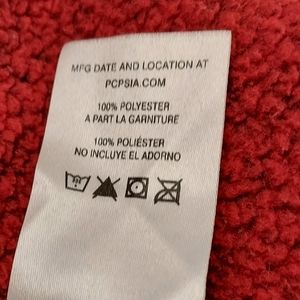 MFG DATE AND LOCATION AT
PCPSIA.COM
100% POLYESTER
A PART LA GARNITURE
100% POLIÉSTER
NO INCLUYE EL ADORNO